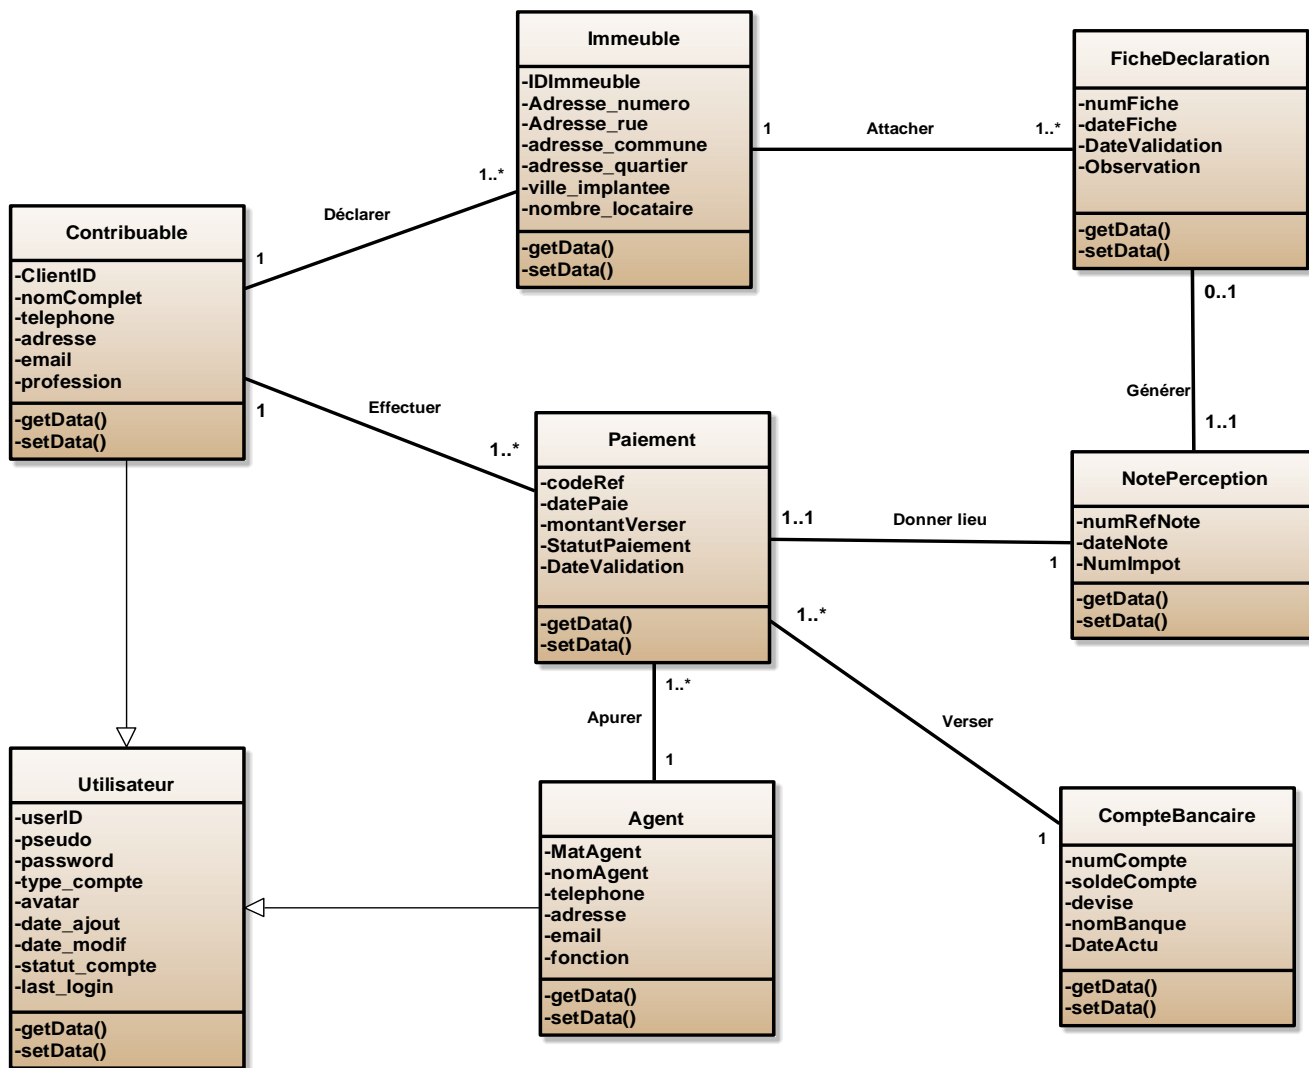 Immeuble
-IDImmeuble
-Adresse_numero
-Adresse_rue
-adresse_commune
-adresse_quartier
-ville_implantee
-nombre_locataire
-getData()
-setData()
FicheDeclaration
-numFiche
-dateFiche
-DateValidation
-Observation
-getData()
-setData()
1
Attacher
1..*
1..*
Déclarer
1
Contribuable
-ClientID
-nomComplet
-telephone
-adresse
-email
-profession
-getData()
-setData()
0..1
Générer
1..1
1
Effectuer
1..*
Paiement
-codeRef
-datePaie
-montantVerser
-StatutPaiement
-DateValidation
-getData()
-setData()
NotePerception
-numRefNote
-dateNote
-NumImpot
-getData()
-setData()
1..1
Donner lieu
1
1..*
Verser
1
1..*
Apurer
1
Utilisateur
-userID
-pseudo
-password
-type_compte
-avatar
-date_ajout
-date_modif
-statut_compte
-last_login
-getData()
-setData()
Agent
-MatAgent
-nomAgent
-telephone
-adresse
-email
-fonction
-getData()
-setData()
CompteBancaire
-numCompte
-soldeCompte
-devise
-nomBanque
-DateActu
-getData()
-setData()